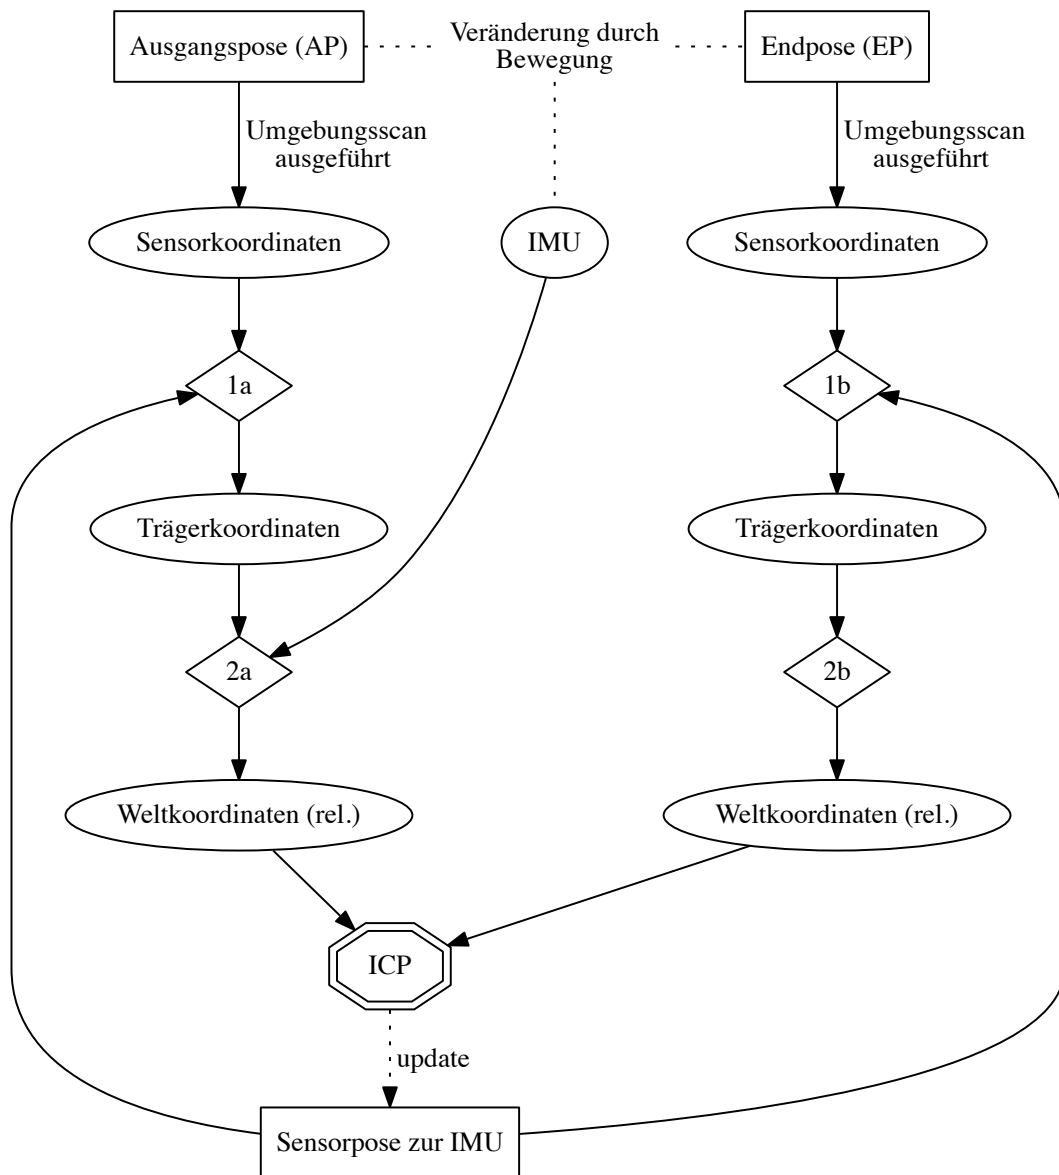 Ausgangspose (AP)
Veränderung durch
Bewegung
Endpose (EP)
Umgebungsscan
ausgeführt
Umgebungsscan
ausgeführt
Sensorkoordinaten
IMU
Sensorkoordinaten
1a
1b
Trägerkoordinaten
Trägerkoordinaten
2a
2b
Weltkoordinaten (rel.)
Weltkoordinaten (rel.)
ICP
update
Sensorpose zur IMU